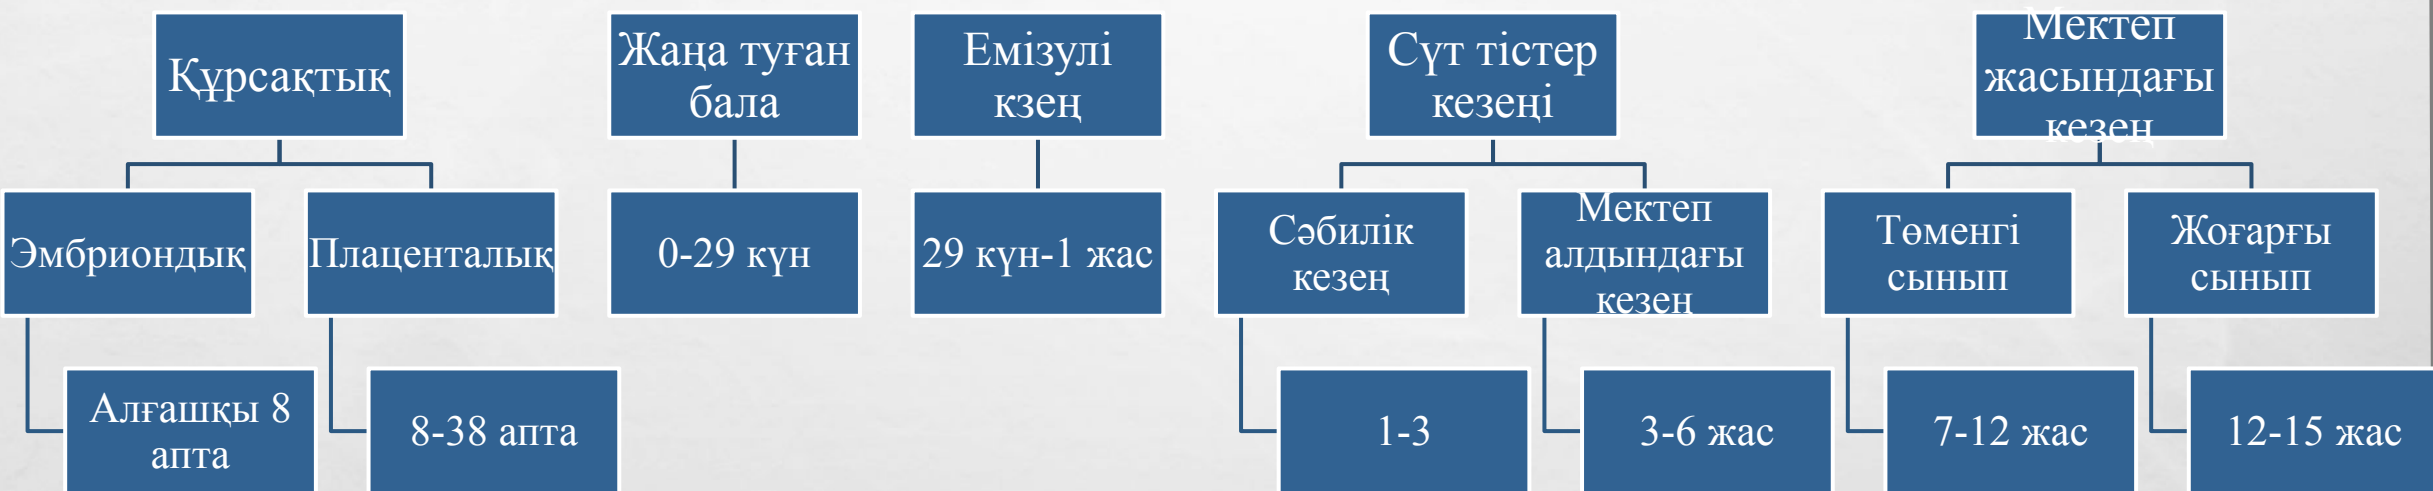 Құрсақтық
Жаңа туған
бала
Емізулі
кзең
Сүт тістер
кезеңі
Мектеп
жасындағы
кезең
Эмбриондық
Плаценталық
0-29 күн
29 күн-1 жас
Сәбилік
кезең
Мектеп
алдындағы
кезең
Төменгі
сынып
Жоғарғы
сынып
Алғашқы 8
апта
8-38 апта
1-3
3-6 жас
7-12 жас
12-15 жас